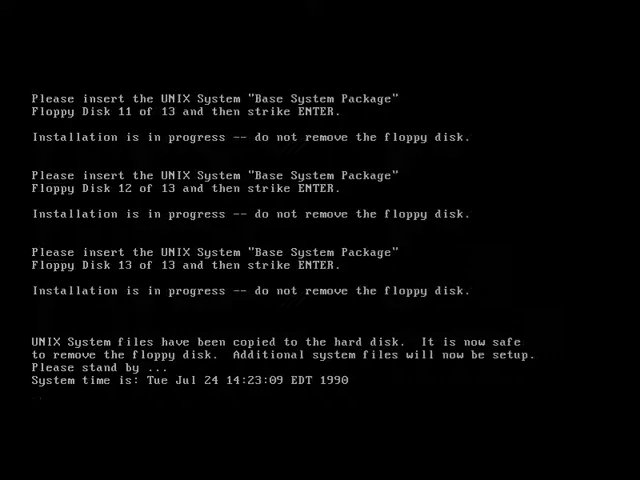 Please insert the UNIX System "Base System Package"
Floppy Disk 11 of 13 and then strike ENTER.
Installation is in progress -- do not remove the floppy disk.
Please insert the UNIX System "Base System Package"
Floppy Disk 12 of 13 and then strike ENTER.
Installation is in progress -- do not remove the floppy disk.
Please insert the UNIX System "Base System Package"
Floppy Disk 13 of 13 and then strike ENTER.
Installation is in progress -- do not remove the floppy disk.
UNIX System files have been copied to the hard disk.  It is now safe
to remove the floppy disk.  Additional system files will now be setup.
Please stand by ...
System time is: Tue Jul 24 14:23:09 EDT 1990